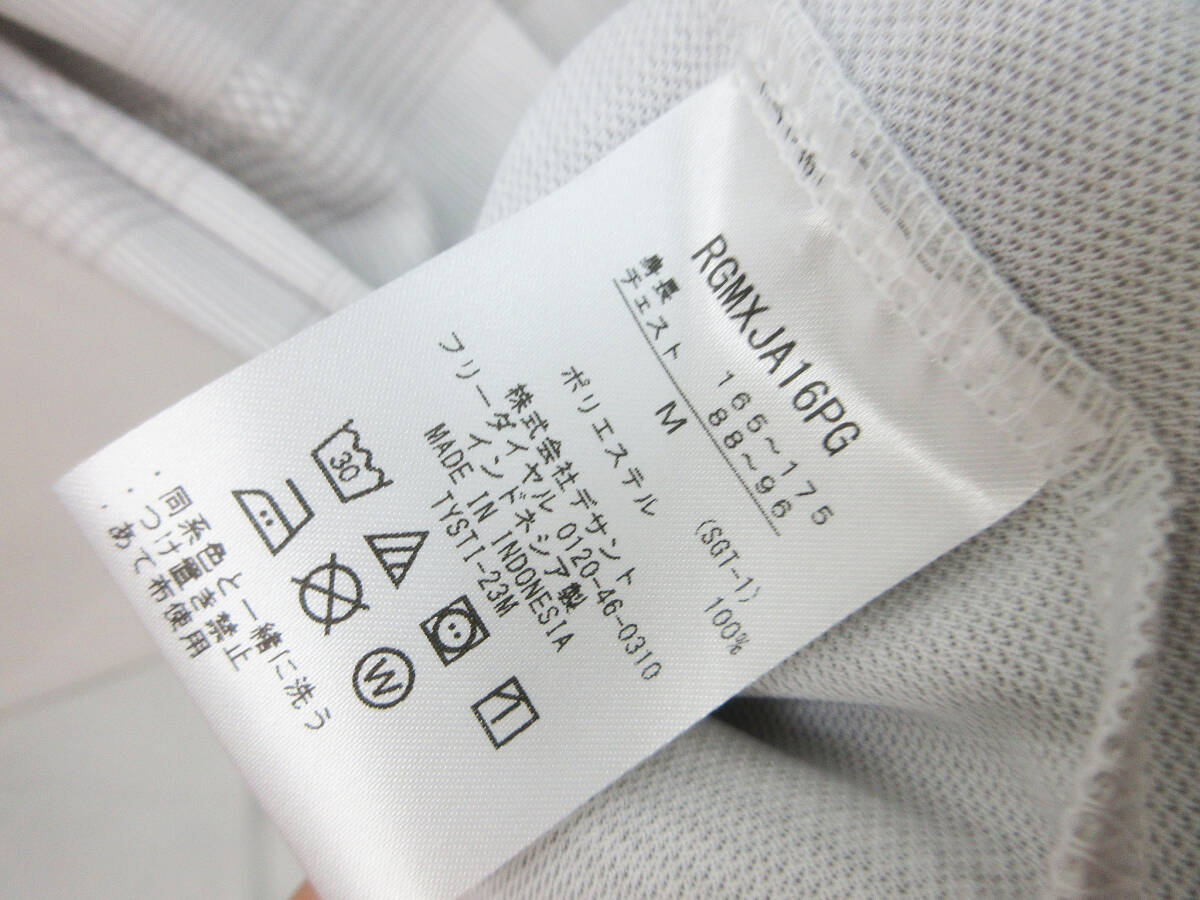 RGMXJA16PG
身長 165~175
チェスト 88~96
M (SGT-1)
ポリエステル 100%
株式会社デサント
フリーダイヤル 0120-46-0310
インドネシア製
MADE IN INDONESIA
TYSTI-23M
30
W
・同系色と一緒に洗う
・つけ置き禁止
・あて布使用